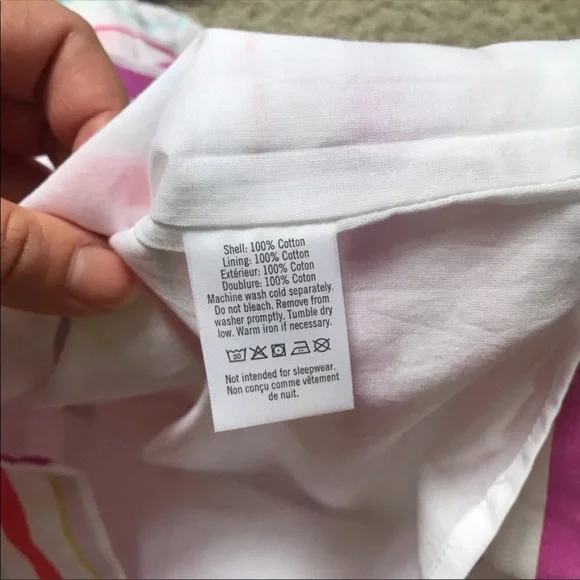 Shell: 100% Cotton
Lining: 100% Cotton
Extérieur: 100% Coton
Doublure: 100% Coton
Machine wash cold separately.
Do not bleach. Remove from
washer promptly. Tumble dry
low. Warm iron if necessary.
30
Not intended for sleepwear.
Non conçu comme vêtement
de nuit.